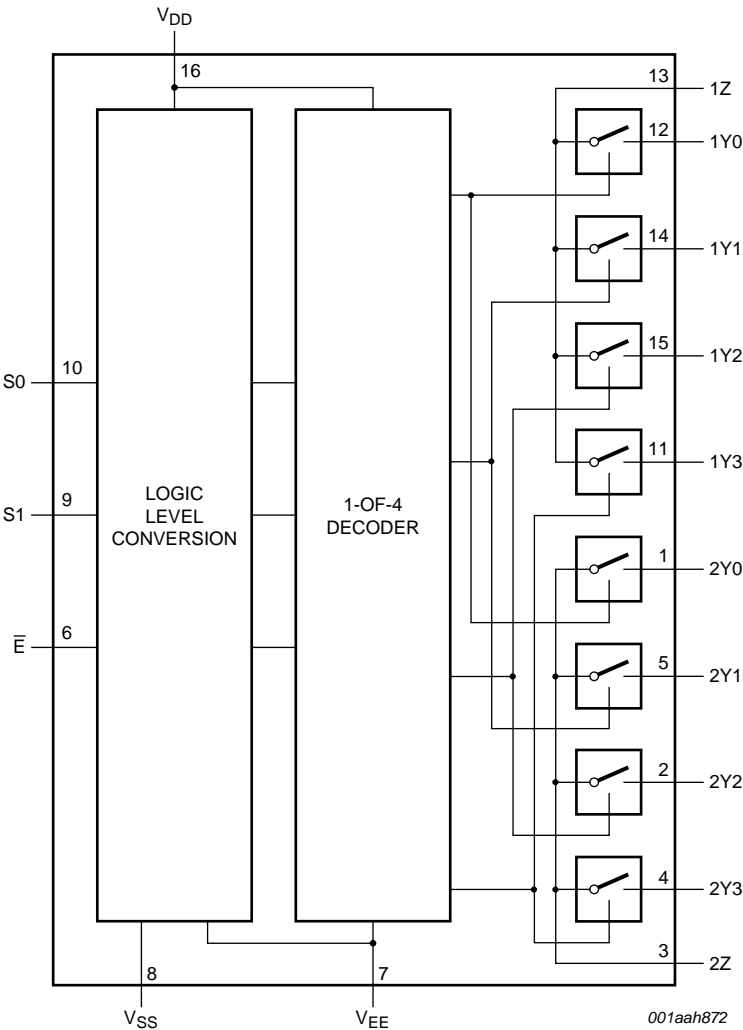 VDD
16
13
1Z
12
1Y0
14
1Y1
15
1Y2
S0
10
11
1Y3
S1
9
LOGIC
LEVEL
CONVERSION
1-OF-4
DECODER
1
2Y0
E̅
6
5
2Y1
2
2Y2
4
2Y3
3
2Z
8
7
VSS
VEE
001aah872